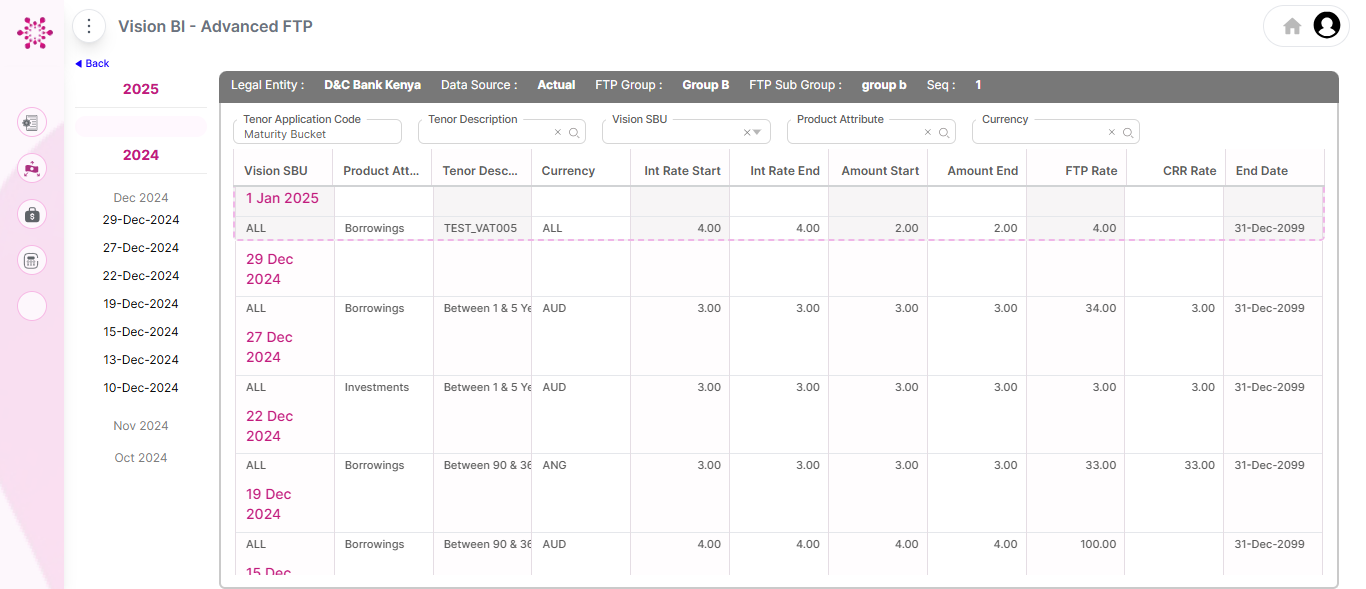 Vision BI - Advanced FTP
Back
2025
2024
Dec 2024
29-Dec-2024
27-Dec-2024
22-Dec-2024
19-Dec-2024
15-Dec-2024
13-Dec-2024
10-Dec-2024
Nov 2024
Oct 2024
Legal Entity : D&C Bank Kenya Data Source : Actual FTP Group : Group B FTP Sub Group : group b Seq : 1
Tenor Application Code Tenor Description Vision SBU Product Attribute Currency
Maturity Bucket
Vision SBU Product Att... Tenor Desc... Currency Int Rate Start Int Rate End Amount Start Amount End FTP Rate CRR Rate End Date
1 Jan 2025
ALL Borrowings TEST_VAT005 ALL 4.00 4.00 2.00 2.00 4.00 31-Dec-2099
29 Dec
2024
ALL Borrowings Between 1 & 5 Ye AUD 3.00 3.00 3.00 3.00 34.00 3.00 31-Dec-2099
27 Dec
2024
ALL Investments Between 1 & 5 Ye AUD 3.00 3.00 3.00 3.00 3.00 3.00 31-Dec-2099
22 Dec
2024
ALL Borrowings Between 90 & 36 ANG 3.00 3.00 3.00 3.00 33.00 33.00 31-Dec-2099
19 Dec
2024
ALL Borrowings Between 90 & 36 AUD 4.00 4.00 4.00 4.00 100.00 31-Dec-2099
15 Dec